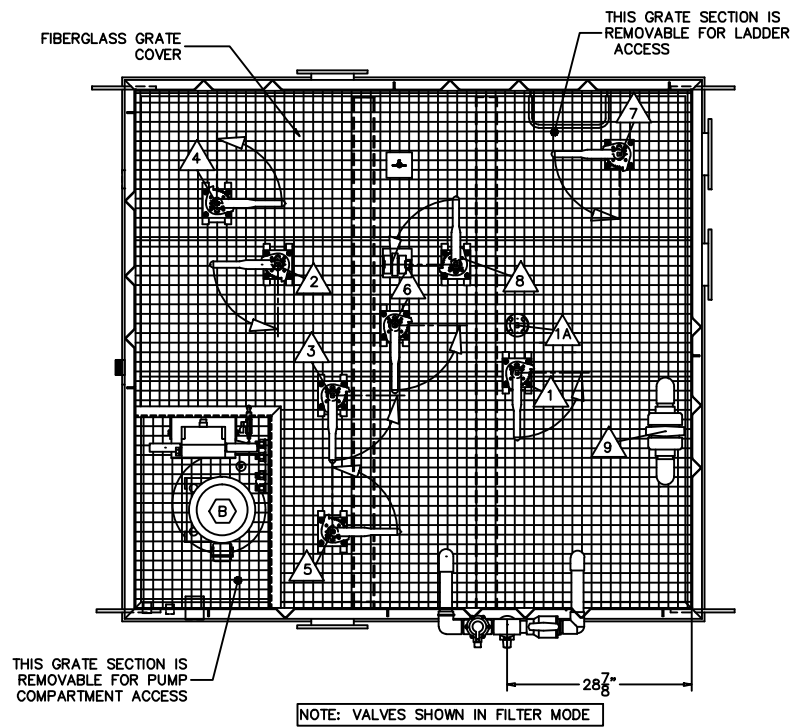 FIBERGLASS GRATE
COVER
THIS GRATE SECTION IS
REMOVABLE FOR LADDER
ACCESS
7
4
2
8
6
1A
3
1
9
B
5
THIS GRATE SECTION IS
REMOVABLE FOR PUMP
COMPARTMENT ACCESS
28 7/8"
NOTE: VALVES SHOWN IN FILTER MODE